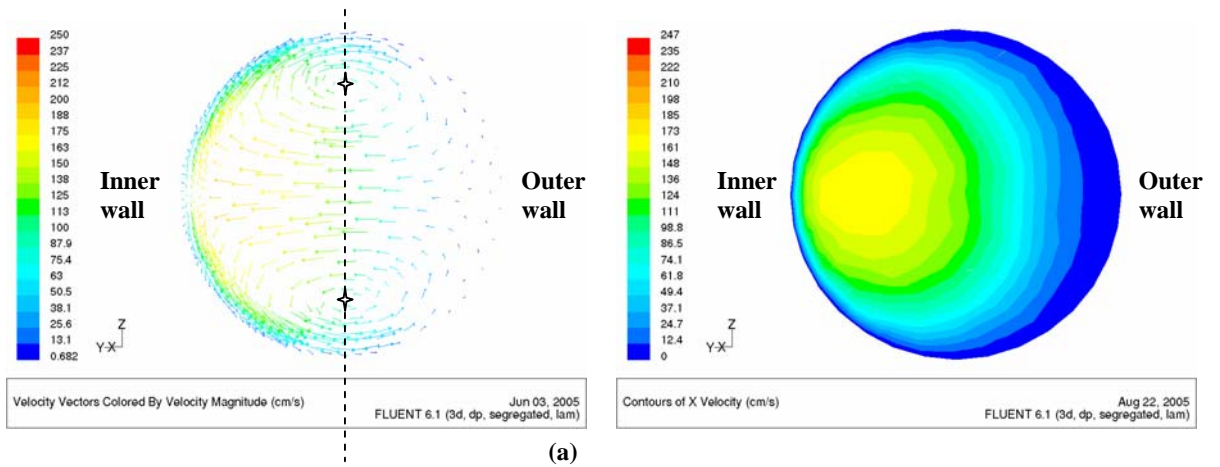 250
237
225
212
200
188
175
163
150
138
125
113
100
87.9
75.4
63
50.5
38.1
25.6
13.1
0.682
Inner
wall
Outer
wall
Z
Y-X
Velocity Vectors Colored By Velocity Magnitude (cm/s)
Jun 03, 2005
FLUENT 6.1 (3d, dp, segregated, lam)
247
235
222
210
198
185
173
161
148
136
124
111
98.8
86.5
74.1
61.8
49.4
37.1
24.7
12.4
0
Inner
wall
Outer
wall
Z
Y-X
Contours of X Velocity (cm/s)
Aug 22, 2005
FLUENT 6.1 (3d, dp, segregated, lam)
(a)